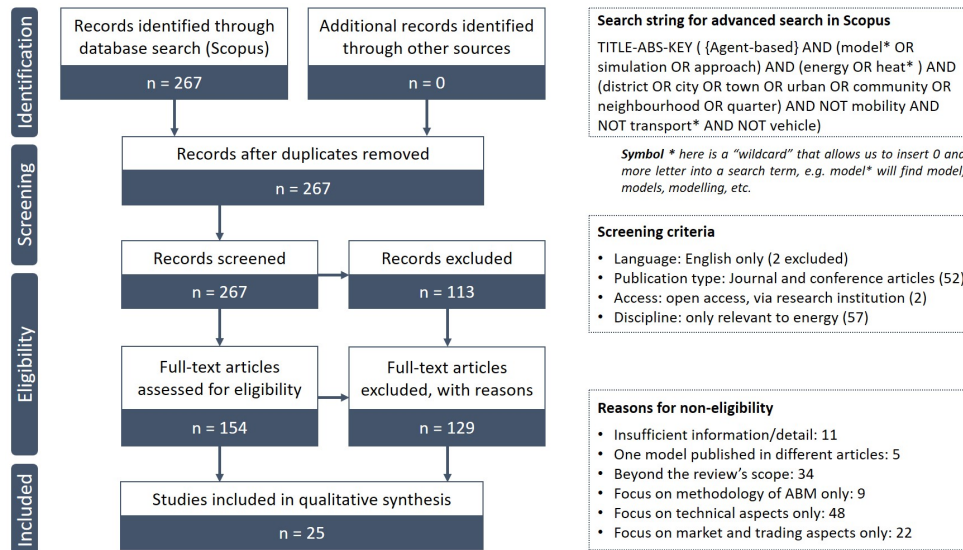 Identification
Records identified through
database search (Scopus)
n = 267
Additional records identified
through other sources
n = 0
Records after duplicates removed
n = 267
Screening
Records screened
n = 267
Records excluded
n = 113
Eligibility
Full-text articles
assessed for eligibility
n = 154
Full-text articles
excluded, with reasons
n = 129
Included
Studies included in qualitative synthesis
n = 25
Search string for advanced search in Scopus
TITLE-ABS-KEY ( {Agent-based} AND (model* OR
simulation OR approach) AND (energy OR heat* ) AND
(district OR city OR town OR urban OR community OR
neighbourhood OR quarter) AND NOT mobility AND
NOT transport* AND NOT vehicle)
Symbol * here is a “wildcard” that allows us to insert 0 and
more letter into a search term, e.g. model* will find model,
models, modelling, etc.
Screening criteria
• Language: English only (2 excluded)
• Publication type: Journal and conference articles (52)
• Access: open access, via research institution (2)
• Discipline: only relevant to energy (57)
Reasons for non-eligibility
• Insufficient information/detail: 11
• One model published in different articles: 5
• Beyond the review’s scope: 34
• Focus on methodology of ABM only: 9
• Focus on technical aspects only: 48
• Focus on market and trading aspects only: 22